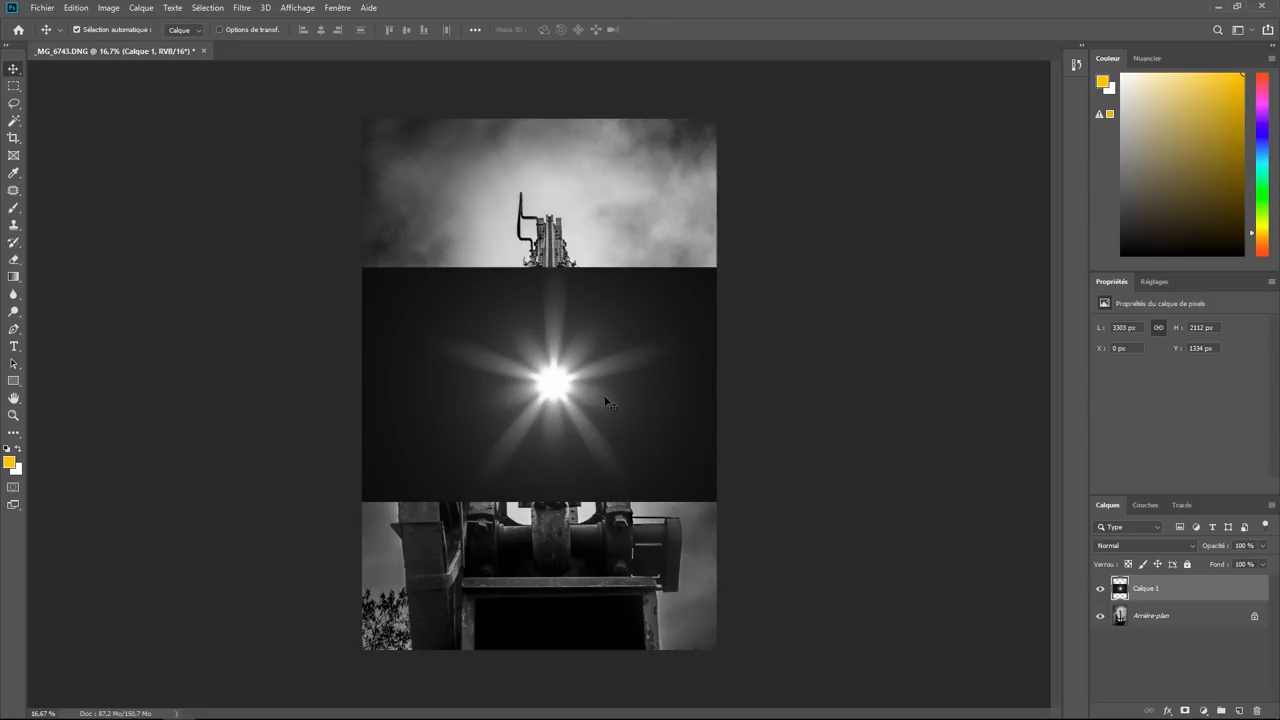 Ps Fichier Edition Image Calque Texte Sélection Filtre 3D Affichage Fenêtre Aide
Sélection automatique : Calque Options de transf. ••• Mode 3D :
_MG_6743.DNG @ 16,7% (Calque 1, RVB/16*) * ×
Couleur Nuancier
Propriétés Réglages
Propriétés du calque de pixels
L : 3303 px H : 2112 px
X : 0 px Y : 1334 px
Calques Couches Tracés
Type
Normal Opacité : 100 %
Verrou : Fond : 100 %
Calque 1
Arrière-plan
16,67 % Doc : 87,2 Mo/150,7 Mo